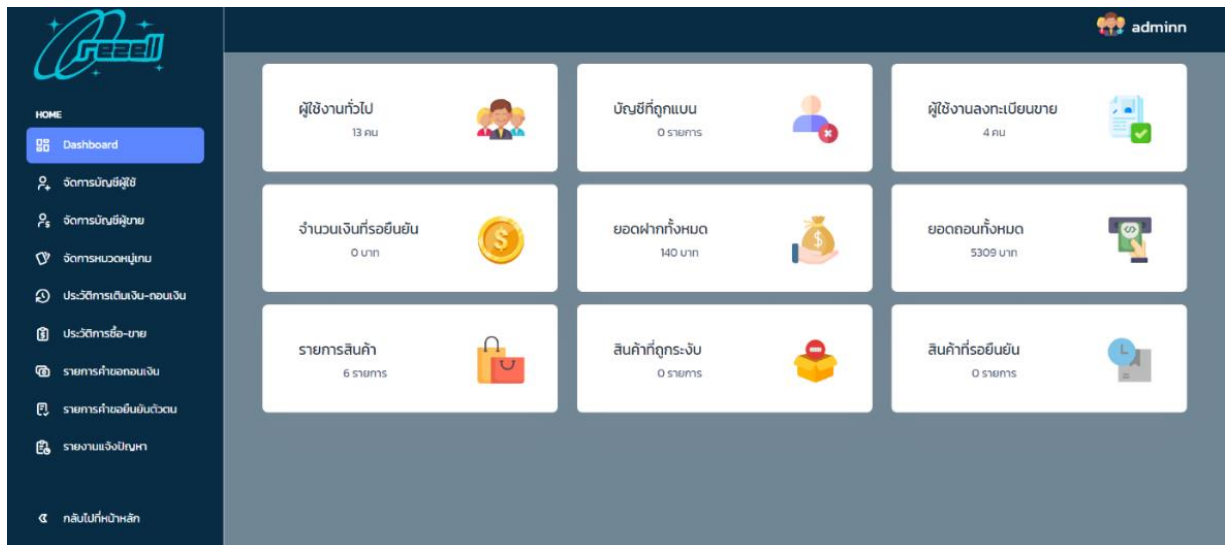 Grezell
adminn
HOME
Dashboard
จัดการบัญชีผู้ใช้
จัดการบัญชีผู้ขาย
จัดการหมวดหมู่เกม
ประวัติการเติมเงิน-ถอนเงิน
ประวัติการซื้อ-ขาย
รายการคำขอถอนเงิน
รายการคำขอยืนยันตัวตน
รายงานแจ้งปัญหา
กลับไปที่หน้าหลัก
ผู้ใช้งานทั่วไป
13 คน
บัญชีที่ถูกแบน
0 รายการ
ผู้ใช้งานลงทะเบียนขาย
4 คน
จำนวนเงินที่รอยืนยัน
0 บาท
ยอดฝากทั้งหมด
140 บาท
ยอดถอนทั้งหมด
5309 บาท
รายการสินค้า
6 รายการ
สินค้าที่ถูกระงับ
0 รายการ
สินค้าที่รอยืนยัน
0 รายการ